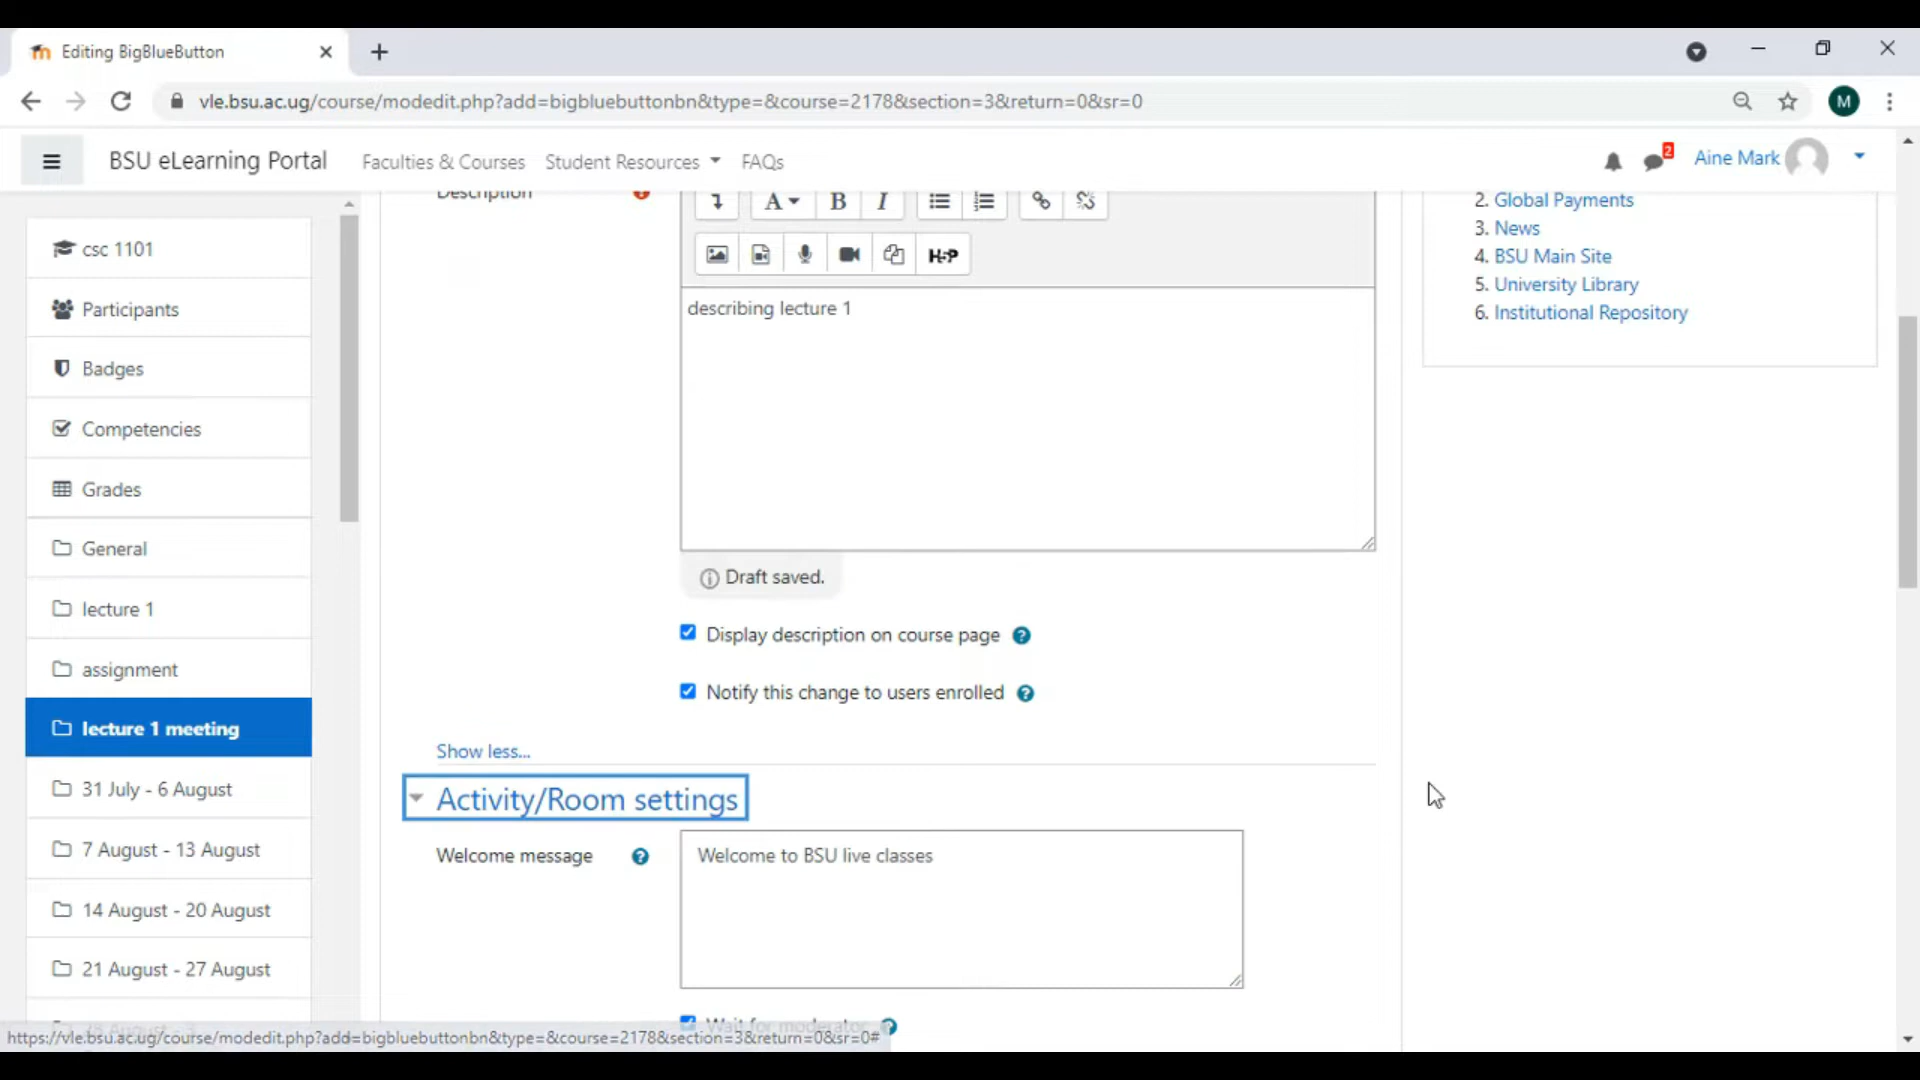 Editing BigBlueButton
vle.bsu.ac.ug/course/modedit.php?add=bigbluebuttonbn&type=&course=2178&section=3&return=0&sr=0
M
BSU eLearning Portal
Faculties & Courses
Student Resources
FAQs
2
Aine Mark
csc 1101
Participants
Badges
Competencies
Grades
General
lecture 1
assignment
lecture 1 meeting
31 July - 6 August
7 August - 13 August
14 August - 20 August
21 August - 27 August
Description
A
B
I
H-P
describing lecture 1
Draft saved.
Display description on course page
Notify this change to users enrolled
Show less...
Activity/Room settings
Welcome message
Welcome to BSU live classes
Wait for moderator
2. Global Payments
3. News
4. BSU Main Site
5. University Library
6. Institutional Repository
https://vle.bsu.ac.ug/course/modedit.php?add=bigbluebuttonbn&type=&course=2178&section=3&return=0&sr=0#